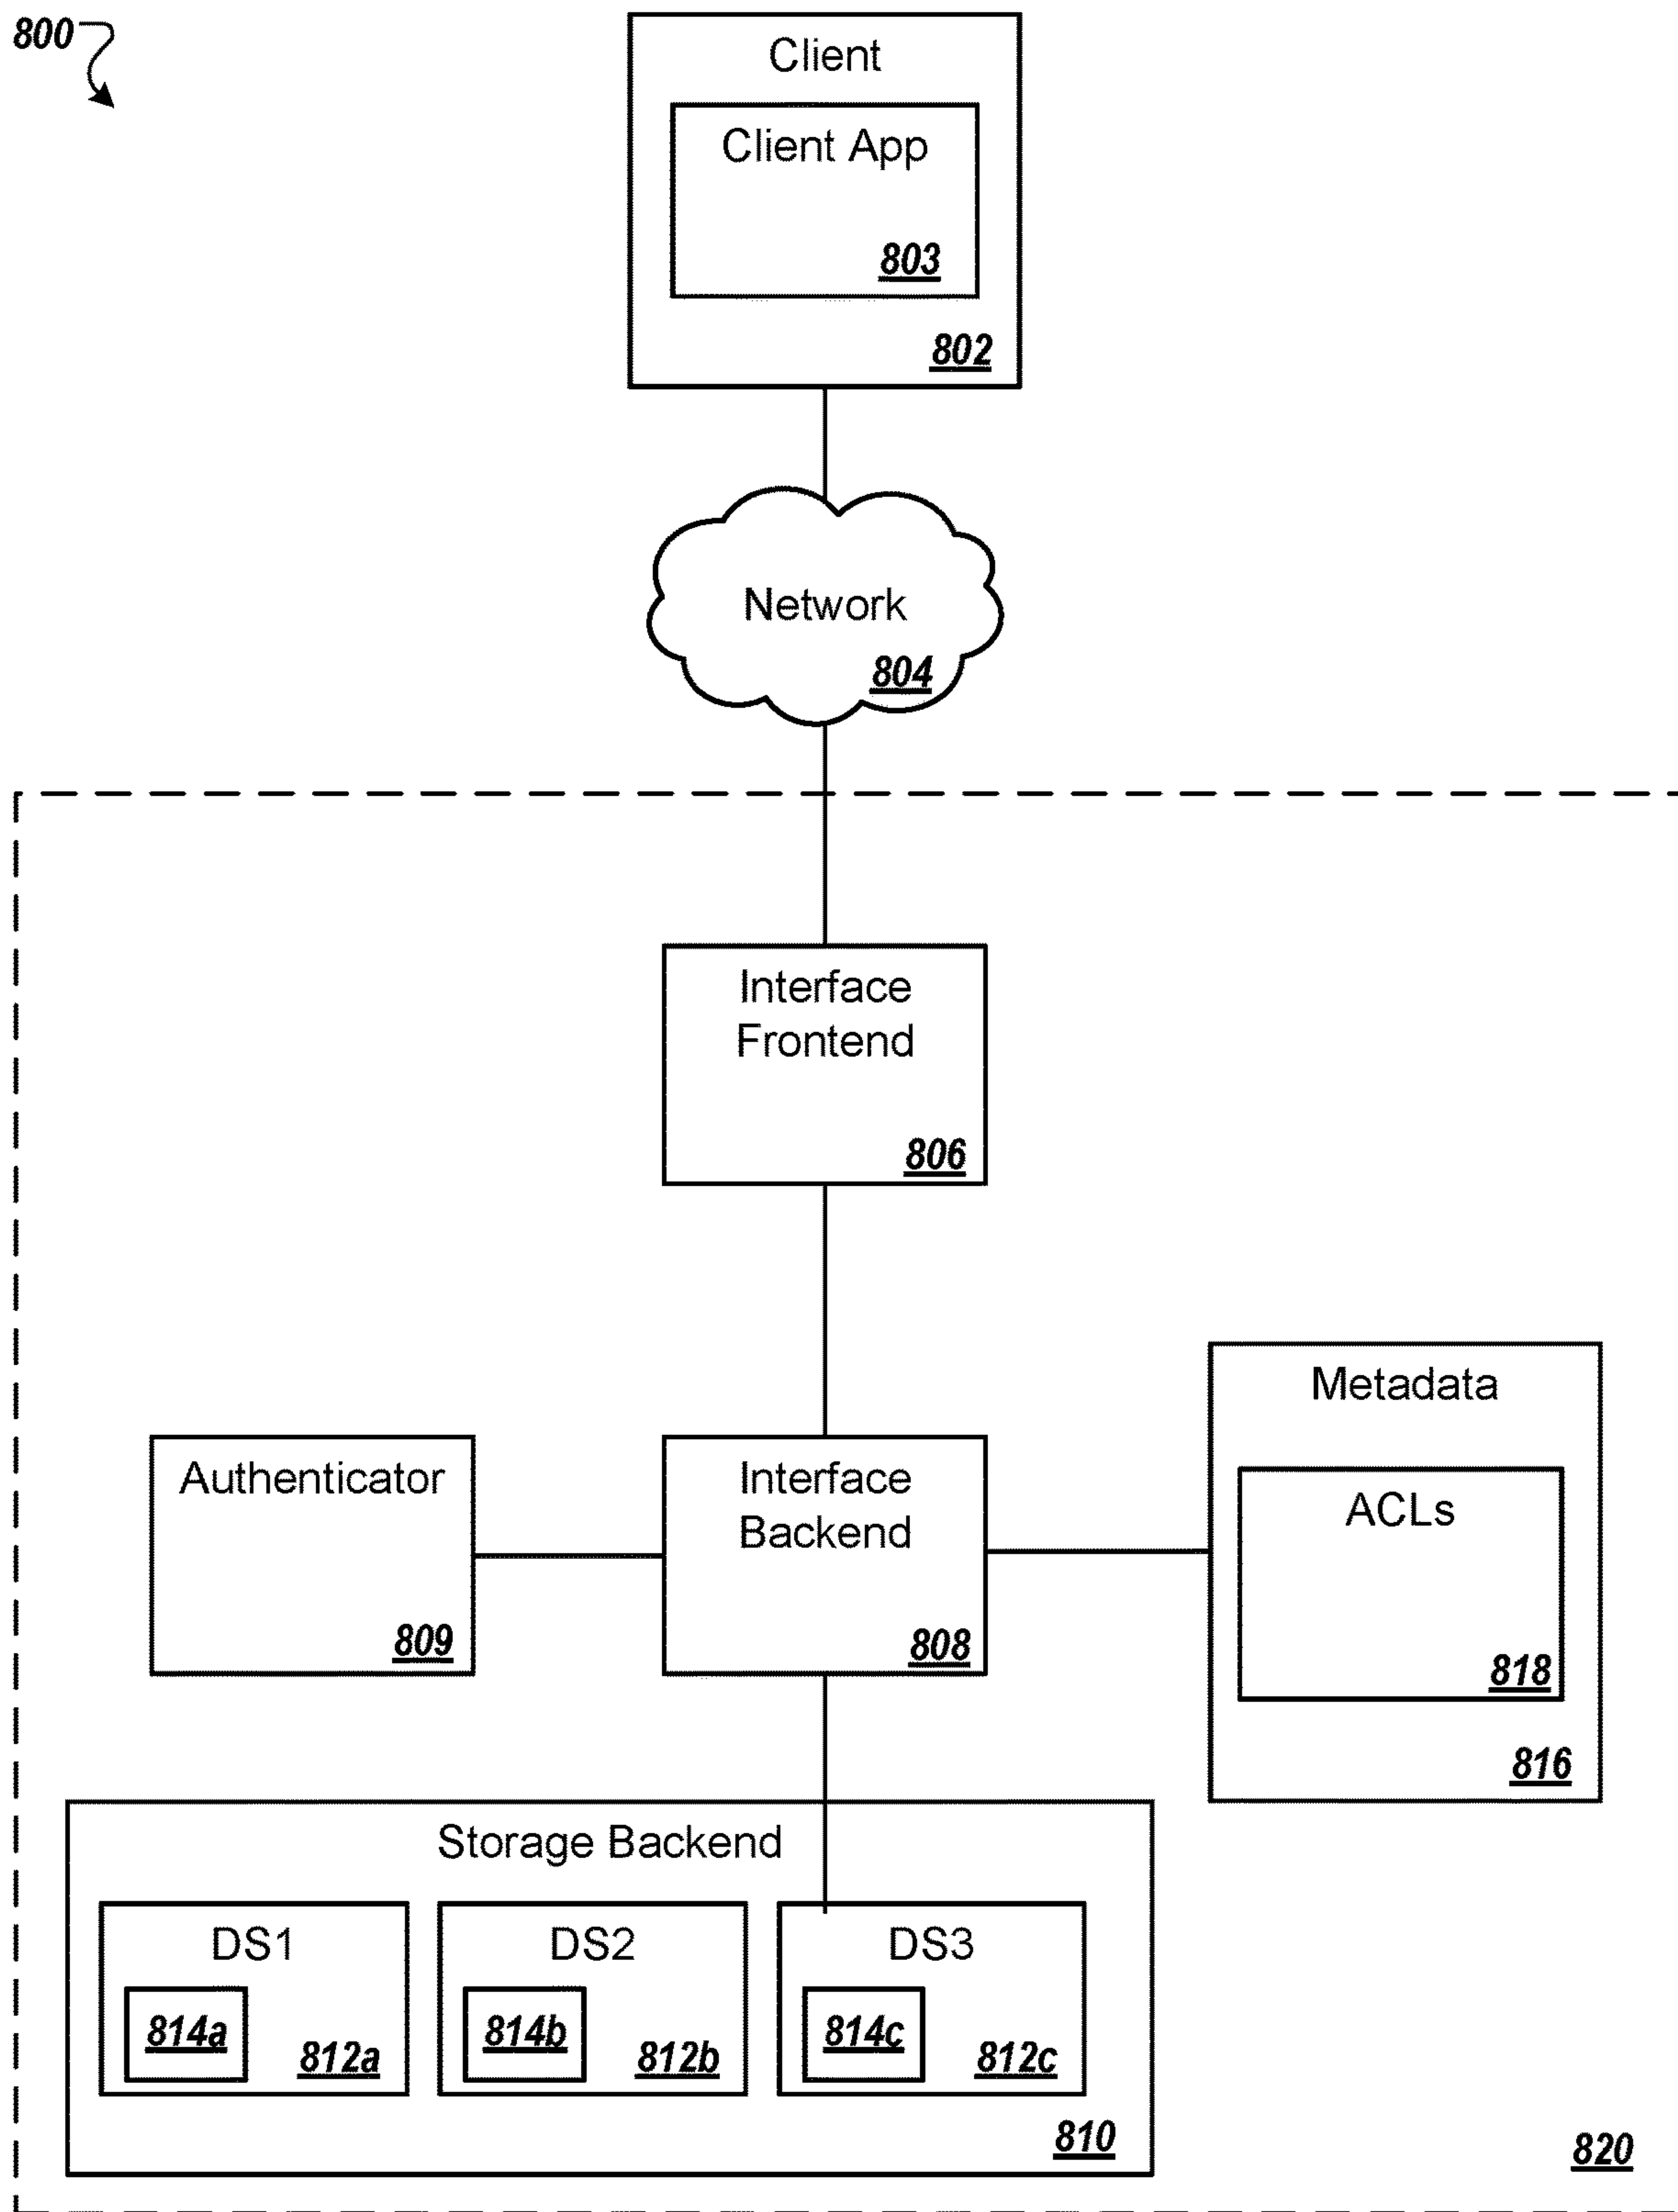 800
Client
Client App
803
802
Network
804
Interface
Frontend
806
Metadata
Authenticator
Interface
Backend
ACLs
809
808
818
816
Storage Backend
DS1
DS2
DS3
814a
814b
814c
812a
812b
812c
810
820